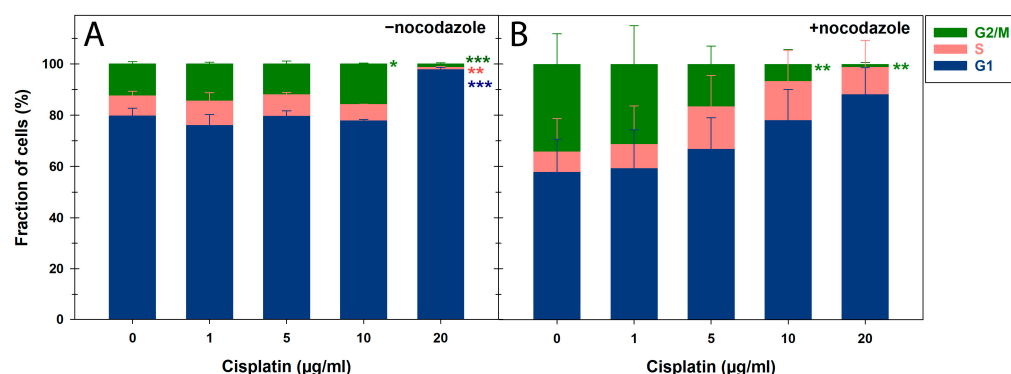 A
−nocodazole
B
+nocodazole
G2/M
S
G1
Fraction of cells (%)
100
80
60
40
20
0
*
***
**
***
**
**
0 1 5 10 20
0 1 5 10 20
Cisplatin (µg/ml)
Cisplatin (µg/ml)